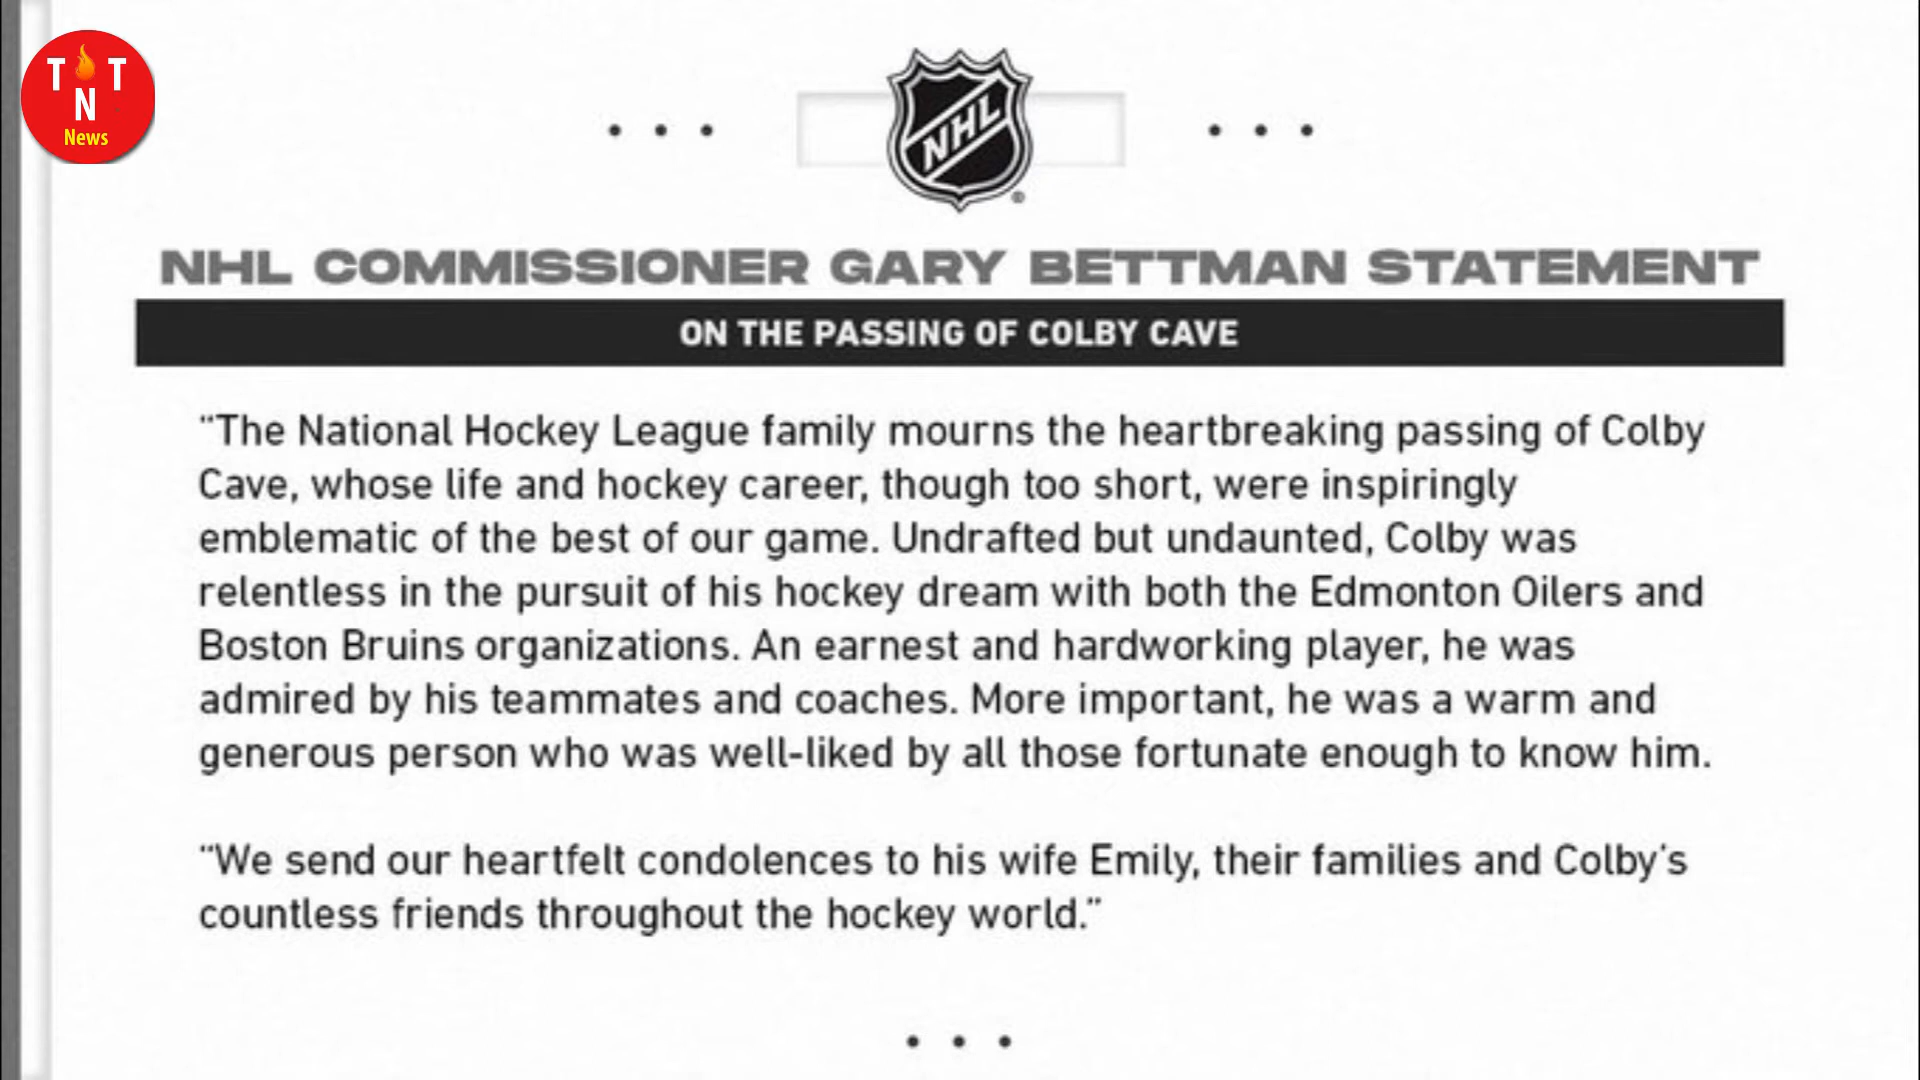 T N T
News
NHL
NHL COMMISSIONER GARY BETTMAN STATEMENT
ON THE PASSING OF COLBY CAVE
“The National Hockey League family mourns the heartbreaking passing of Colby
Cave, whose life and hockey career, though too short, were inspiringly
emblematic of the best of our game. Undrafted but undaunted, Colby was
relentless in the pursuit of his hockey dream with both the Edmonton Oilers and
Boston Bruins organizations. An earnest and hardworking player, he was
admired by his teammates and coaches. More important, he was a warm and
generous person who was well-liked by all those fortunate enough to know him.
“We send our heartfelt condolences to his wife Emily, their families and Colby’s
countless friends throughout the hockey world.”